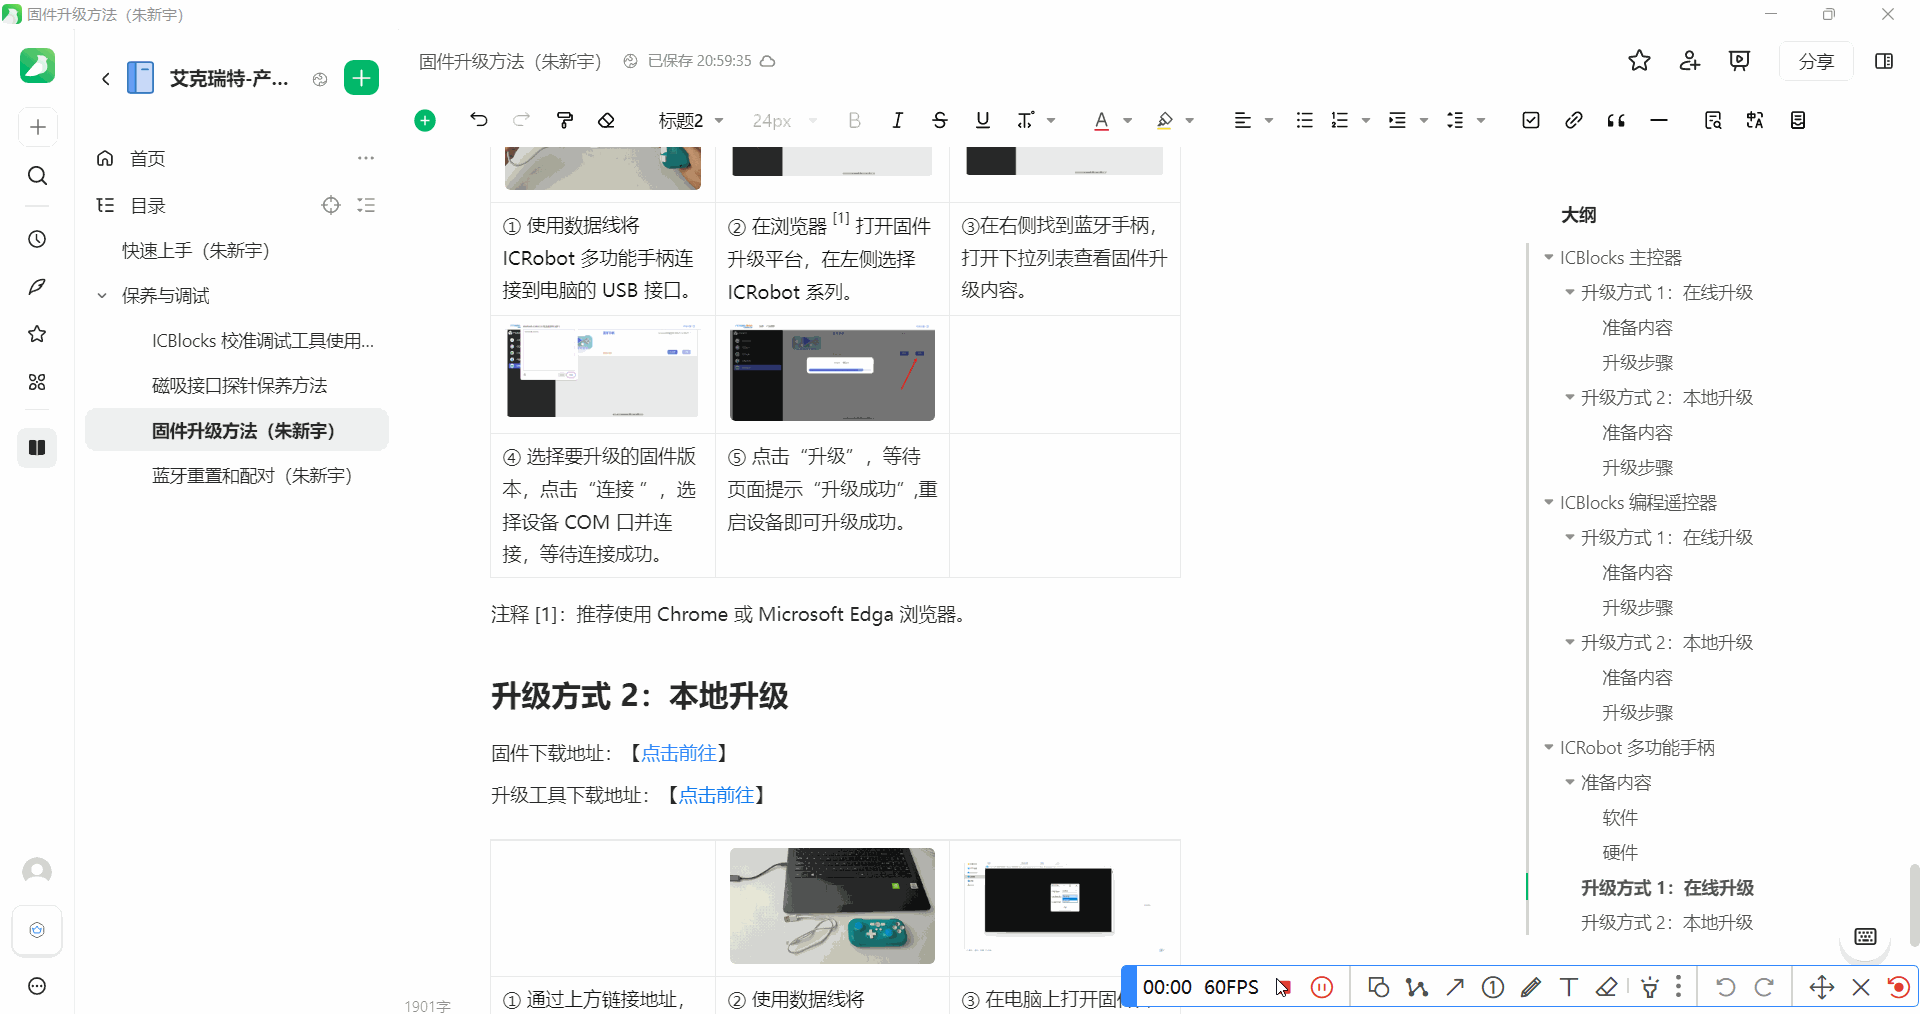 固件升级方法（朱新宇）
艾克瑞特-产...
固件升级方法（朱新宇） 已保存 20:59:35
分享
标题2 24px
首页
目录
快速上手（朱新宇）
保养与调试
ICBlocks 校准调试工具使用...
磁吸接口探针保养方法
固件升级方法（朱新宇）
蓝牙重置和配对（朱新宇）
① 使用数据线将
ICRobot 多功能手柄连
接到电脑的 USB 接口。
② 在浏览器 [1] 打开固件
升级平台，在左侧选择
ICRobot 系列。
③在右侧找到蓝牙手柄，
打开下拉列表查看固件升
级内容。
④ 选择要升级的固件版
本，点击“连接 ”，选
择设备 COM 口并连
接，等待连接成功。
⑤ 点击“升级”，等待
页面提示“升级成功”,重
启设备即可升级成功。
注释 [1]：推荐使用 Chrome 或 Microsoft Edga 浏览器。
升级方式 2：本地升级
固件下载地址：【点击前往】
升级工具下载地址：【点击前往】
① 通过上方链接地址，
② 使用数据线将
③ 在电脑上打开固
1901字
大纲
ICBlocks 主控器
升级方式 1：在线升级
准备内容
升级步骤
升级方式 2：本地升级
准备内容
升级步骤
ICBlocks 编程遥控器
升级方式 1：在线升级
准备内容
升级步骤
升级方式 2：本地升级
准备内容
升级步骤
ICRobot 多功能手柄
准备内容
软件
硬件
升级方式 1：在线升级
升级方式 2：本地升级
00:00 60FPS